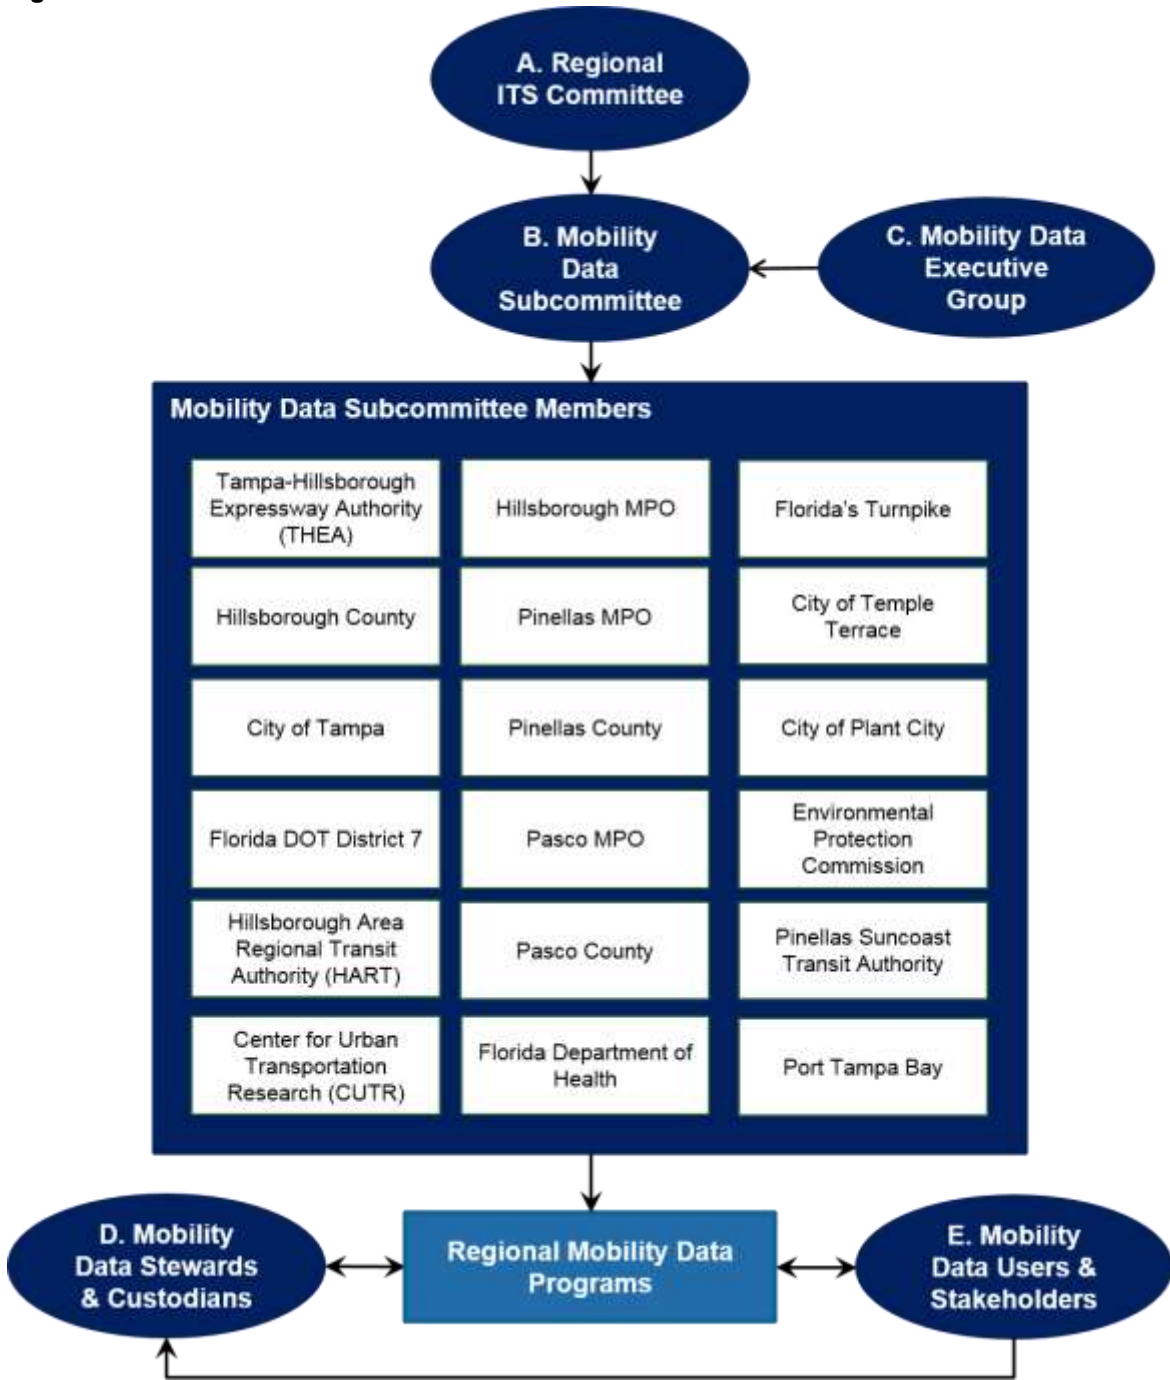 A. Regional
ITS Committee
B. Mobility
Data
Subcommittee
C. Mobility Data
Executive
Group
Mobility Data Subcommittee Members
Tampa-Hillsborough
Expressway Authority
(THEA)
Hillsborough MPO
Florida's Turnpike
Hillsborough County
Pinellas MPO
City of Temple
Terrace
City of Tampa
Pinellas County
City of Plant City
Florida DOT District 7
Pasco MPO
Environmental
Protection
Commission
Hillsborough Area
Regional Transit
Authority (HART)
Pasco County
Pinellas Suncoast
Transit Authority
Center for Urban
Transportation
Research (CUTR)
Florida Department of
Health
Port Tampa Bay
D. Mobility
Data Stewards
& Custodians
Regional Mobility Data
Programs
E. Mobility
Data Users &
Stakeholders